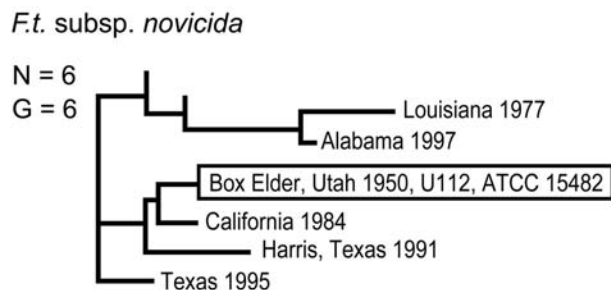 F.t. subsp. novicida
N = 6
G = 6
Louisiana 1977
Alabama 1997
Box Elder, Utah 1950, U112, ATCC 15482
California 1984
Harris, Texas 1991
Texas 1995